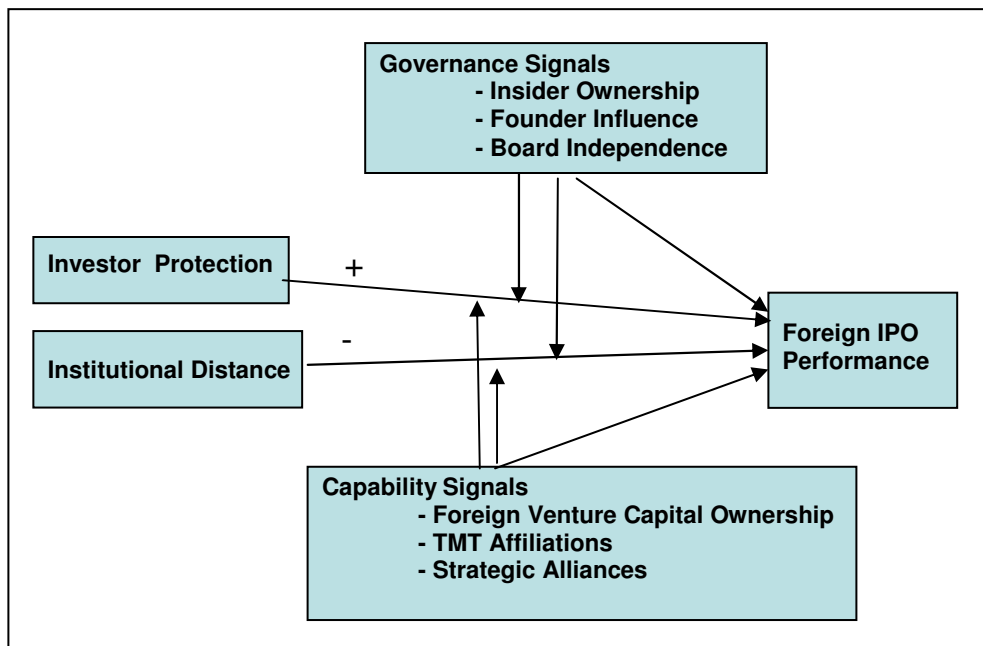 Governance Signals
- Insider Ownership
- Founder Influence
- Board Independence
Investor Protection
+
Institutional Distance
-
Foreign IPO
Performance
Capability Signals
- Foreign Venture Capital Ownership
- TMT Affiliations
- Strategic Alliances